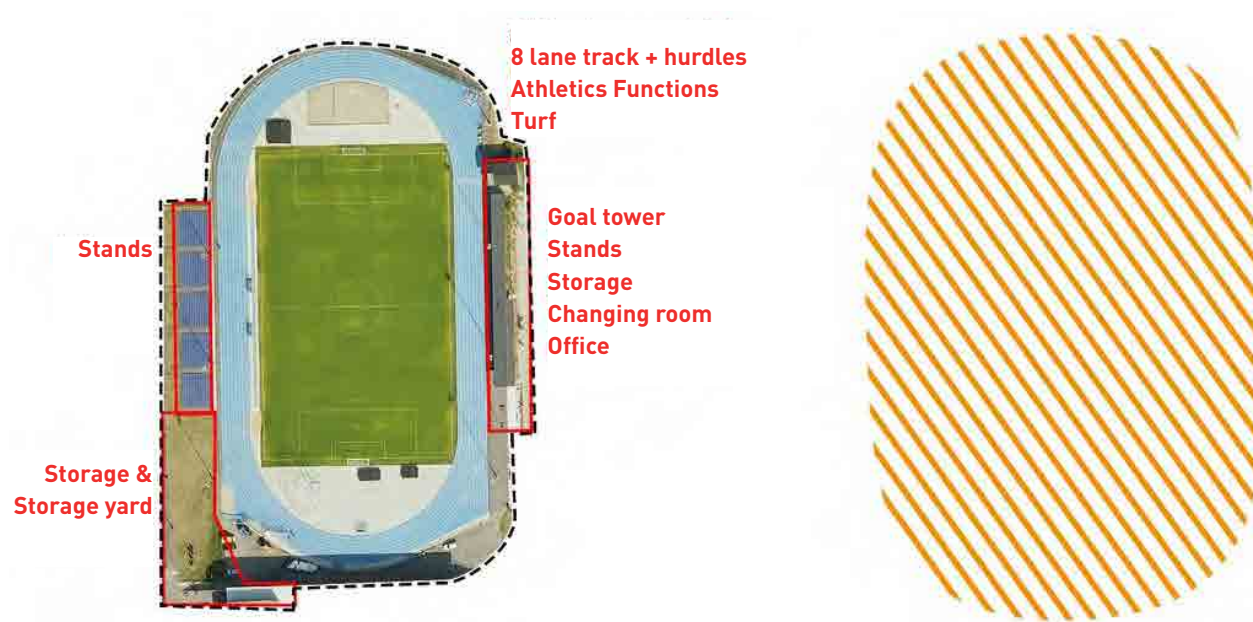 8 lane track + hurdles
Athletics Functions
Turf
Stands
Goal tower
Stands
Storage
Changing room
Office
Storage &
Storage yard